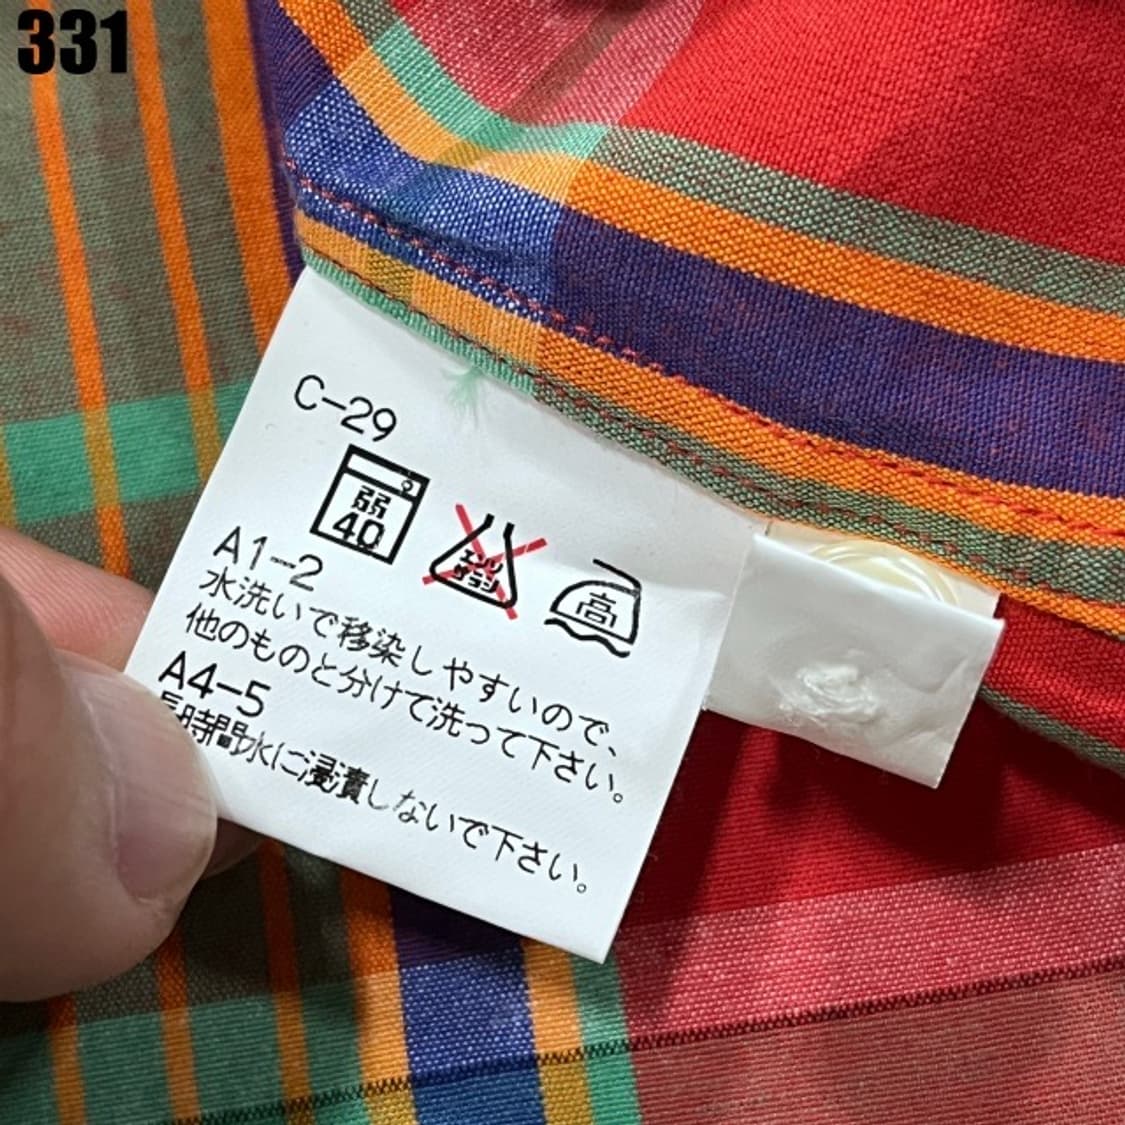 331
C-29
弱
40
エンソ
サラシ
高
A1-2
水洗いで移染しやすいので、
他のものと分けて洗って下さい。
A4-5
長時間水に浸漬しないで下さい。